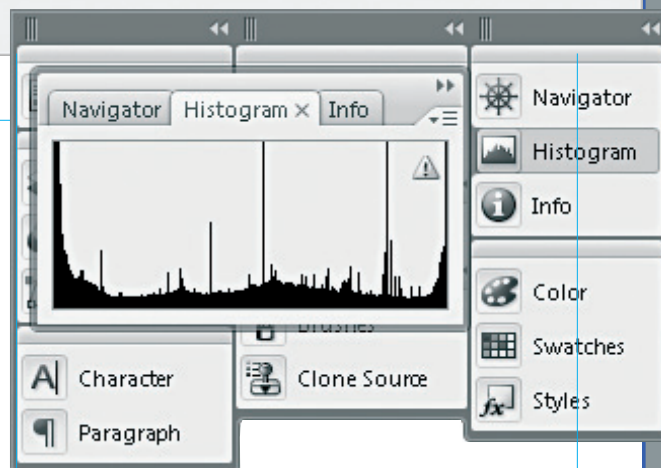 Navigator Histogram × Info
Navigator
Histogram
Info
Color
Swatches
Styles
Brushes
Clone Source
Character
Paragraph